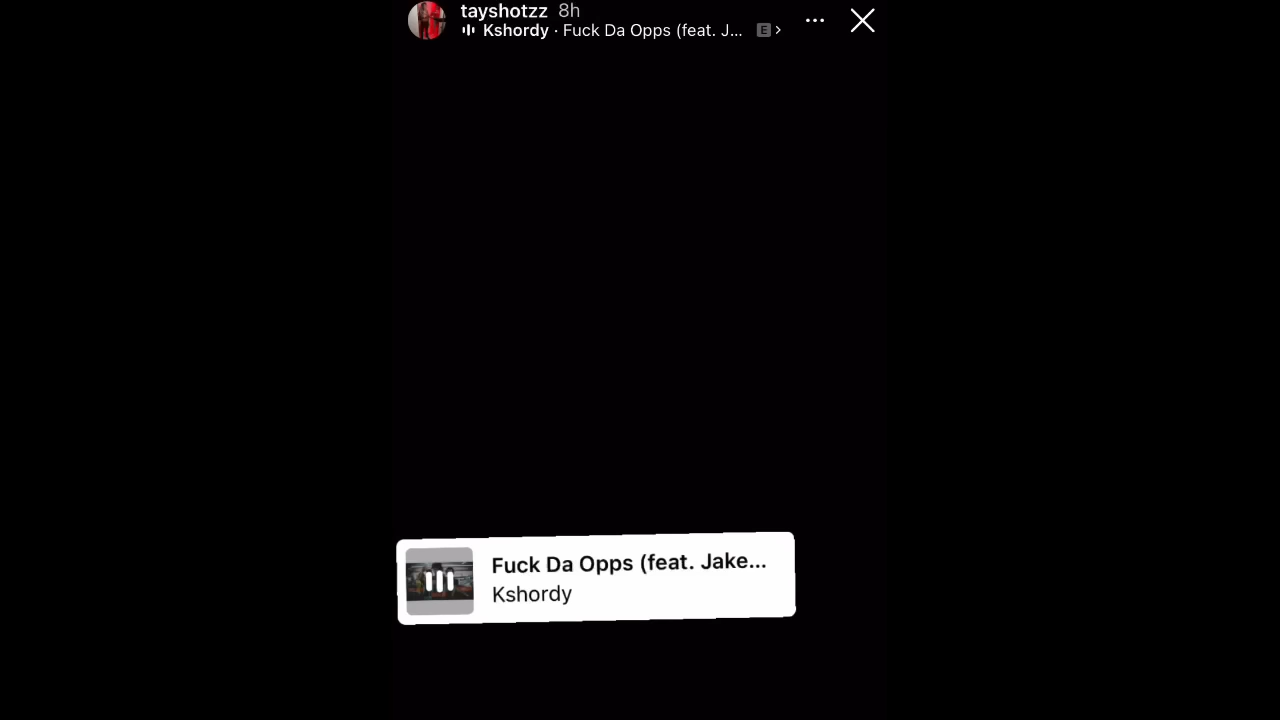 tayshotzz 8h
Kshordy · Fuck Da Opps (feat. J... E
Fuck Da Opps (feat. Jake...
Kshordy